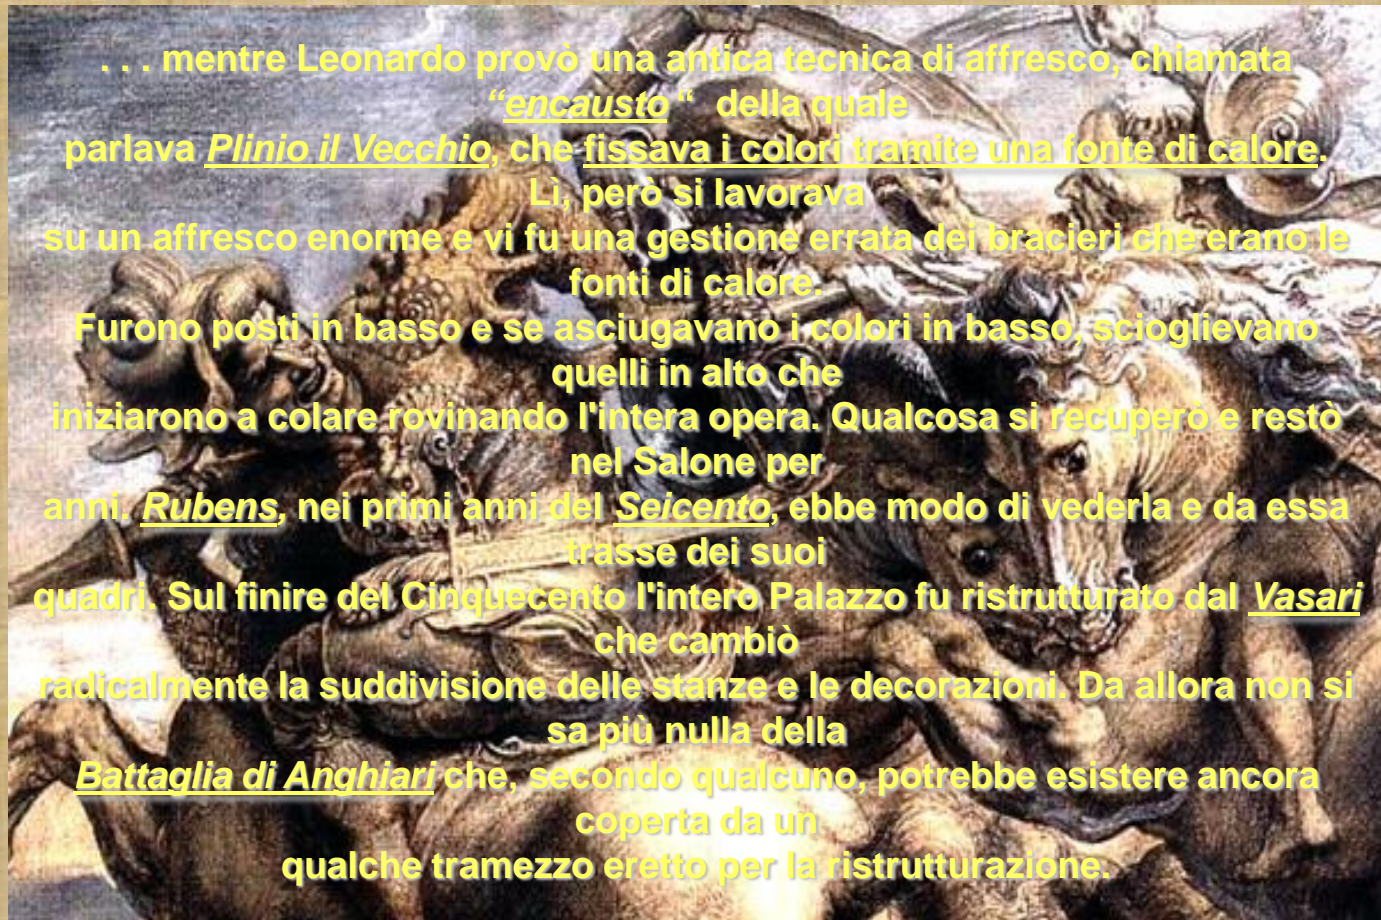 . . . mentre Leonardo provò una antica tecnica di affresco, chiamata
“encausto “ della quale
parlava Plinio il Vecchio, che fissava i colori tramite una fonte di calore.
Lì, però si lavorava
su un affresco enorme e vi fu una gestione errata dei bracieri che erano le
fonti di calore.
Furono posti in basso e se asciugavano i colori in basso, scioglievano
quelli in alto che
iniziarono a colare rovinando l'intera opera. Qualcosa si recuperò e restò
nel Salone per
anni. Rubens, nei primi anni del Seicento, ebbe modo di vederla e da essa
trasse dei suoi
quadri. Sul finire del Cinquecento l'intero Palazzo fu ristrutturato dal Vasari
che cambiò
radicalmente la suddivisione delle stanze e le decorazioni. Da allora non si
sa più nulla della
Battaglia di Anghiari che, secondo qualcuno, potrebbe esistere ancora
coperta da un
qualche tramezzo eretto per la ristrutturazione.